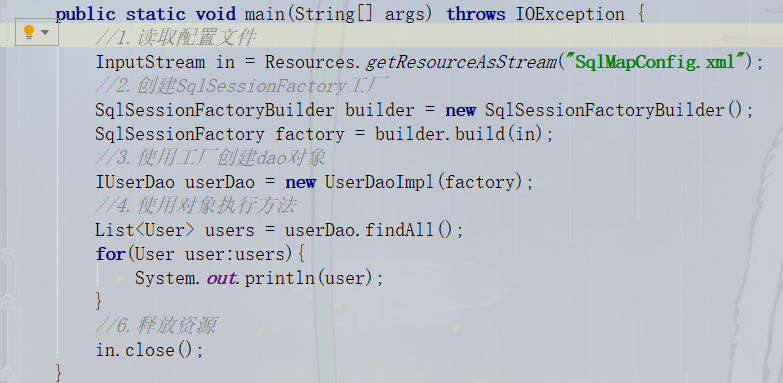 public static void main(String[] args) throws IOException {
//1.读取配置文件
InputStream in = Resources.getResourceAsStream("SqlMapConfig.xml");
//2.创建SqlSessionFactory工厂
SqlSessionFactoryBuilder builder = new SqlSessionFactoryBuilder();
SqlSessionFactory factory = builder.build(in);
//3.使用工厂创建dao对象
IUserDao userDao = new UserDaoImpl(factory);
//4.使用对象执行方法
List<User> users = userDao.findAll();
for(User user:users){
System.out.println(user);
}
//6.释放资源
in.close();
}